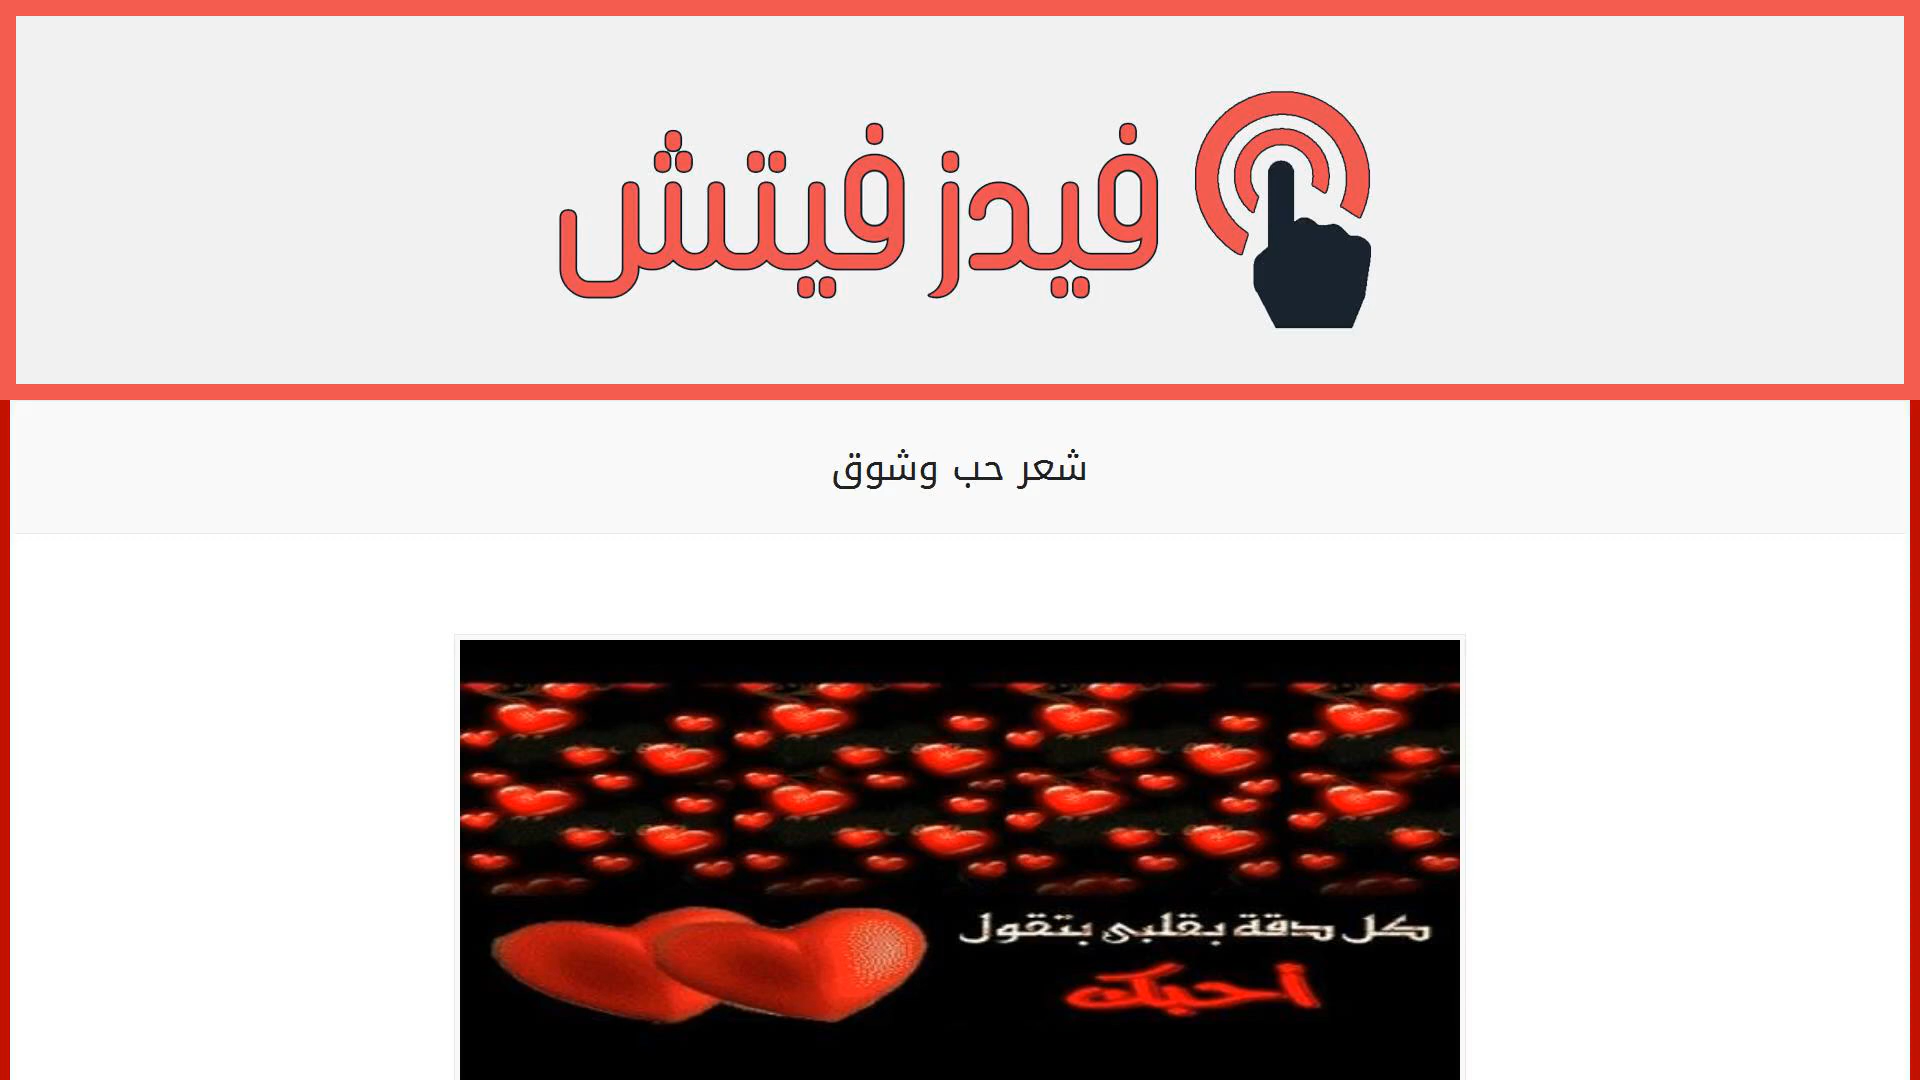 فيدز فيتش
شعر حب وشوق
كل دقة بقلبى بتقول
احبك